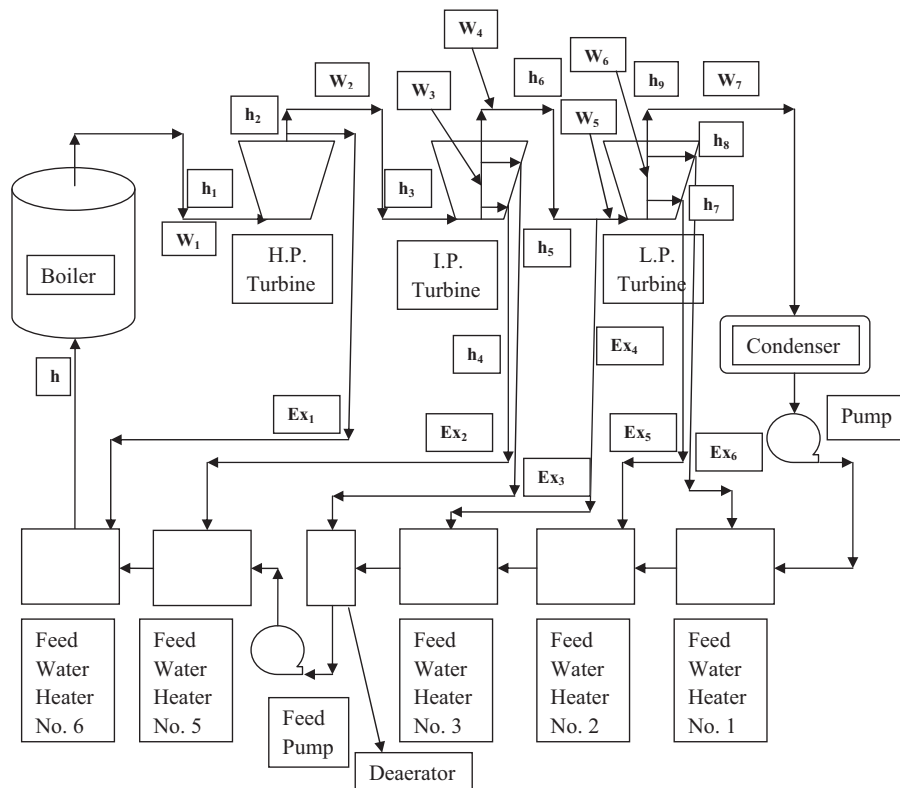 W₄
W₂
W₆
h₉
W₇
h₆
W₃
h₂
W₅
h₈
h₁
h₃
h₇
W₁
H.P.
Turbine
I.P.
Turbine
h₅
L.P.
Turbine
Boiler
Condenser
h₄
Ex₄
h
Ex₁
Ex₂
Ex₅
Pump
Ex₆
Ex₃
Feed
Water
Heater
No. 6
Feed
Water
Heater
No. 5
Feed
Pump
Feed
Water
Heater
No. 3
Feed
Water
Heater
No. 2
Feed
Water
Heater
No. 1
Deaerator